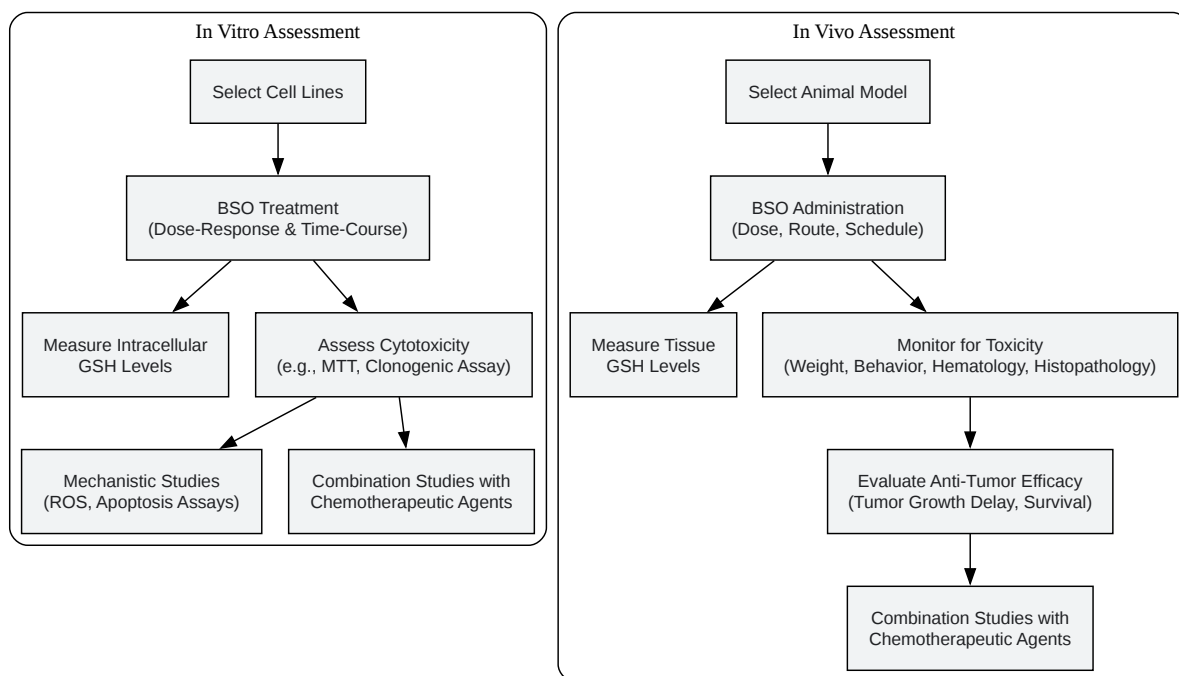 In Vitro Assessment
Select Cell Lines
BSO Treatment
(Dose-Response & Time-Course)
Measure Intracellular
GSH Levels
Assess Cytotoxicity
(e.g., MTT, Clonogenic Assay)
Mechanistic Studies
(ROS, Apoptosis Assays)
Combination Studies with
Chemotherapeutic Agents
In Vivo Assessment
Select Animal Model
BSO Administration
(Dose, Route, Schedule)
Measure Tissue
GSH Levels
Monitor for Toxicity
(Weight, Behavior, Hematology, Histopathology)
Evaluate Anti-Tumor Efficacy
(Tumor Growth Delay, Survival)
Combination Studies with
Chemotherapeutic Agents